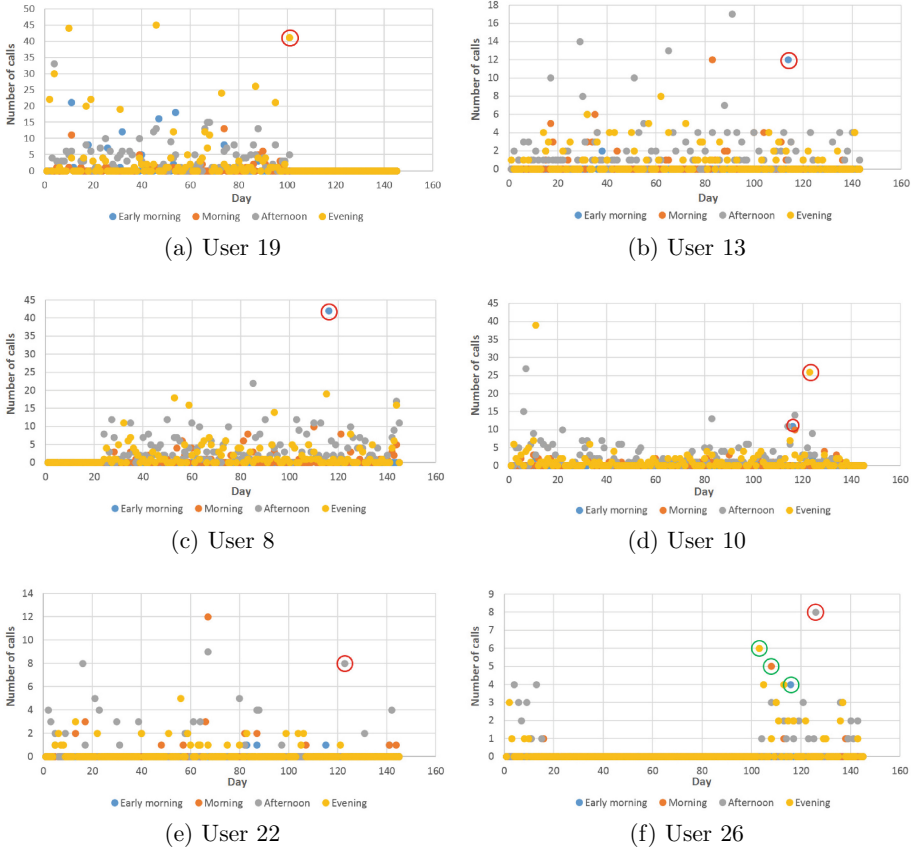 50
45
40
35
30
25
20
15
10
5
0
Number of calls
0 20 40 60 80 100 120 140 160
Day
Early morning Morning Afternoon Evening
(a) User 19
18
16
14
12
10
8
6
4
2
0
Number of calls
0 20 40 60 80 100 120 140 160
Day
Early morning Morning Afternoon Evening
(b) User 13
45
40
35
30
25
20
15
10
5
0
Number of calls
0 20 40 60 80 100 120 140 160
Day
Early morning Morning Afternoon Evening
(c) User 8
45
40
35
30
25
20
15
10
5
0
Number of calls
0 20 40 60 80 100 120 140 160
Day
Early morning Morning Afternoon Evening
(d) User 10
14
12
10
8
6
4
2
0
Number of calls
0 20 40 60 80 100 120 140 160
Day
Early morning Morning Afternoon Evening
(e) User 22
9
8
7
6
5
4
3
2
1
0
Number of calls
0 20 40 60 80 100 120 140 160
Day
Early morning Morning Afternoon Evening
(f) User 26